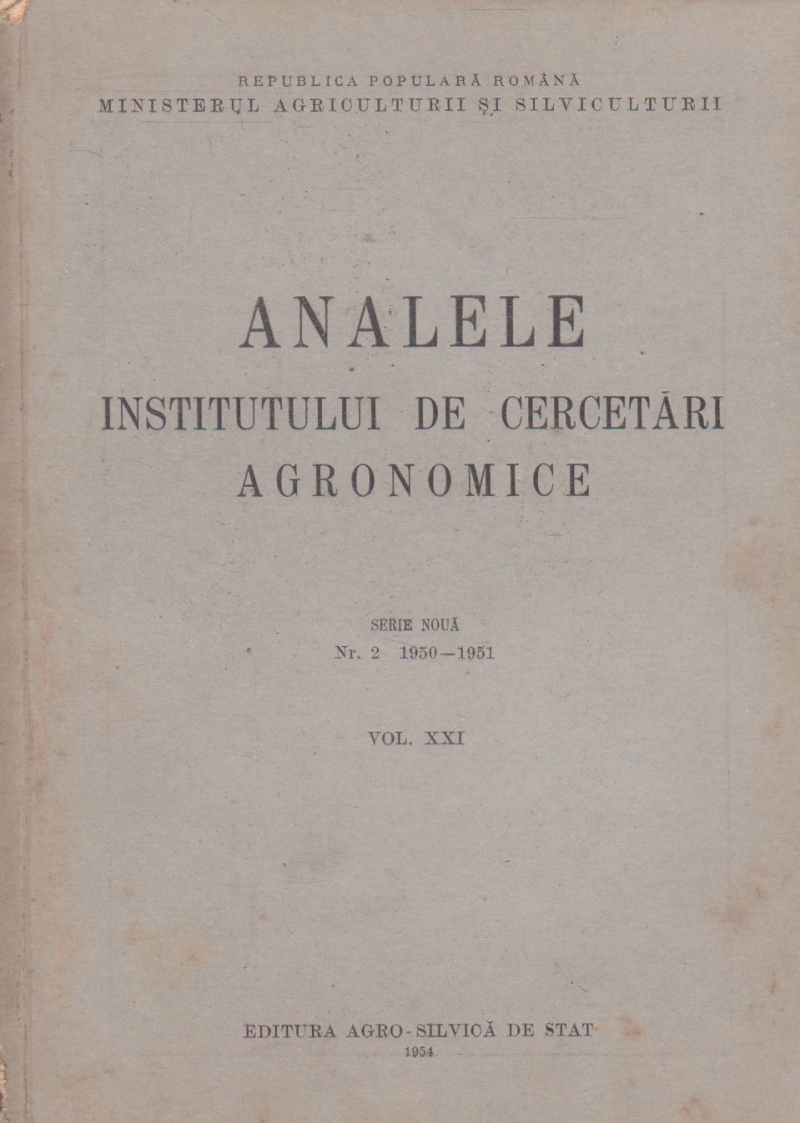 REPUBLICA POPULARĂ ROMÂNĂ
MINISTERUL AGRICULTURII ŞI SILVICULTURII
ANALELE
INSTITUTULUI DE CERCETĂRI
AGRONOMICE
SERIE NOUĂ
Nr. 2 1950—1951
VOL. XXI
EDITURA AGRO-SILVICĂ DE STAT
1954